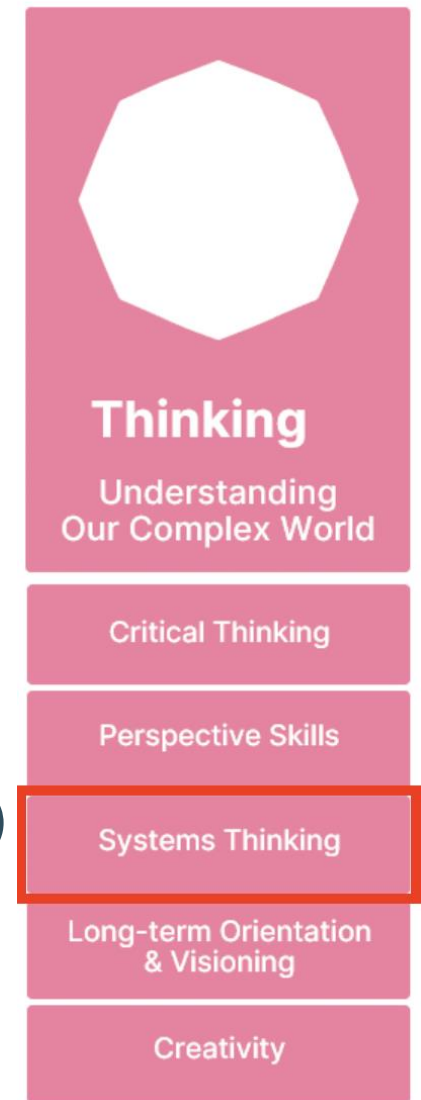 Thinking
Understanding
Our Complex World
Critical Thinking
Perspective Skills
Systems Thinking
Long-term Orientation
& Visioning
Creativity